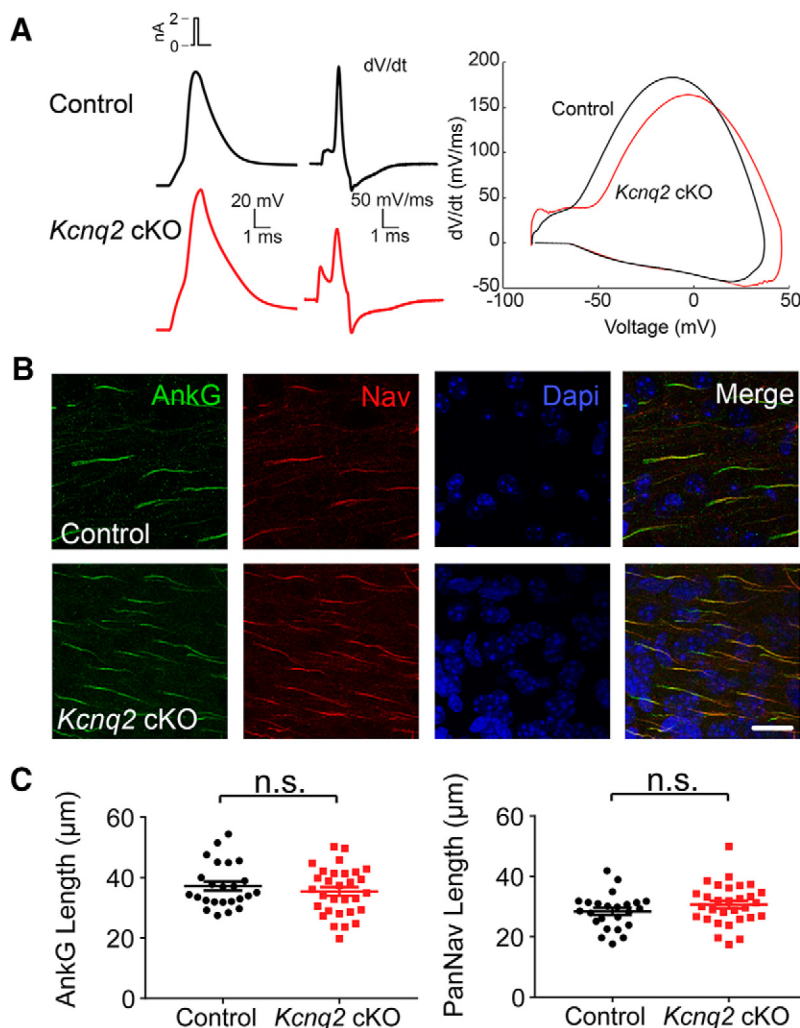 A
nA
2
0
Control
dV/dt
20 mV
1 ms
50 mV/ms
1 ms
Kcnq2 cKO
dV/dt (mV/ms)
200
150
100
50
0
-50
Control
Kcnq2 cKO
-100
-50
0
50
Voltage (mV)
B
AnkG
Nav
Dapi
Merge
Control
Kcnq2 cKO
C
n.s.
AnkG Length (µm)
60
40
20
0
Control
Kcnq2 cKO
n.s.
PanNav Length (µm)
60
40
20
0
Control
Kcnq2 cKO